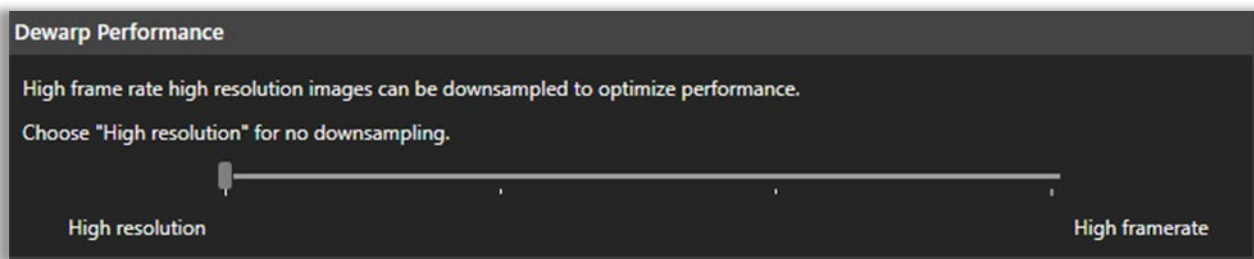 Dewarp Performance
High frame rate high resolution images can be downsampled to optimize performance.
Choose "High resolution" for no downsampling.
High resolution
High framerate